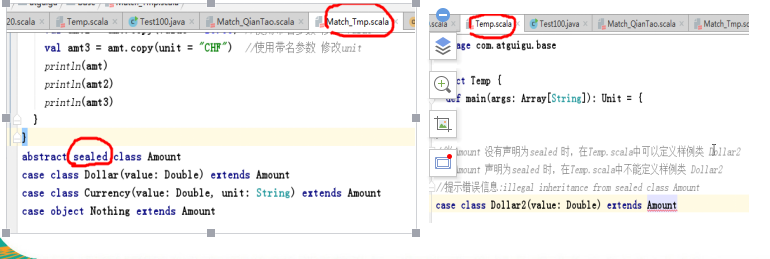 20.scala
Temp.scala
Test100.java
Match_QianTao.scala
Match_Tmp.scala
val amt3 = amt.copy(unit = "CHF") //使用带名参数 修改unit
println(amt)
println(amt2)
println(amt3)
}
}
abstract sealed class Amount
case class Dollar(value: Double) extends Amount
case class Currency(value: Double, unit: String) extends Amount
case object Nothing extends Amount
.scala
Temp.scala
Test100.java
Match_QianTao.scala
Match_Tmp.scala
age com.atguigu.base
ct Temp {
def main(args: Array[String]): Unit = {
Amount 没有声明为sealed 时，在Temp.scala中可以定义样例类 Dollar2
Amount 声明为sealed 时，在Temp.scala中不能定义样例类 Dollar2
//提示错误信息:illegal inheritance from sealed class Amount
case class Dollar2(value: Double) extends Amount